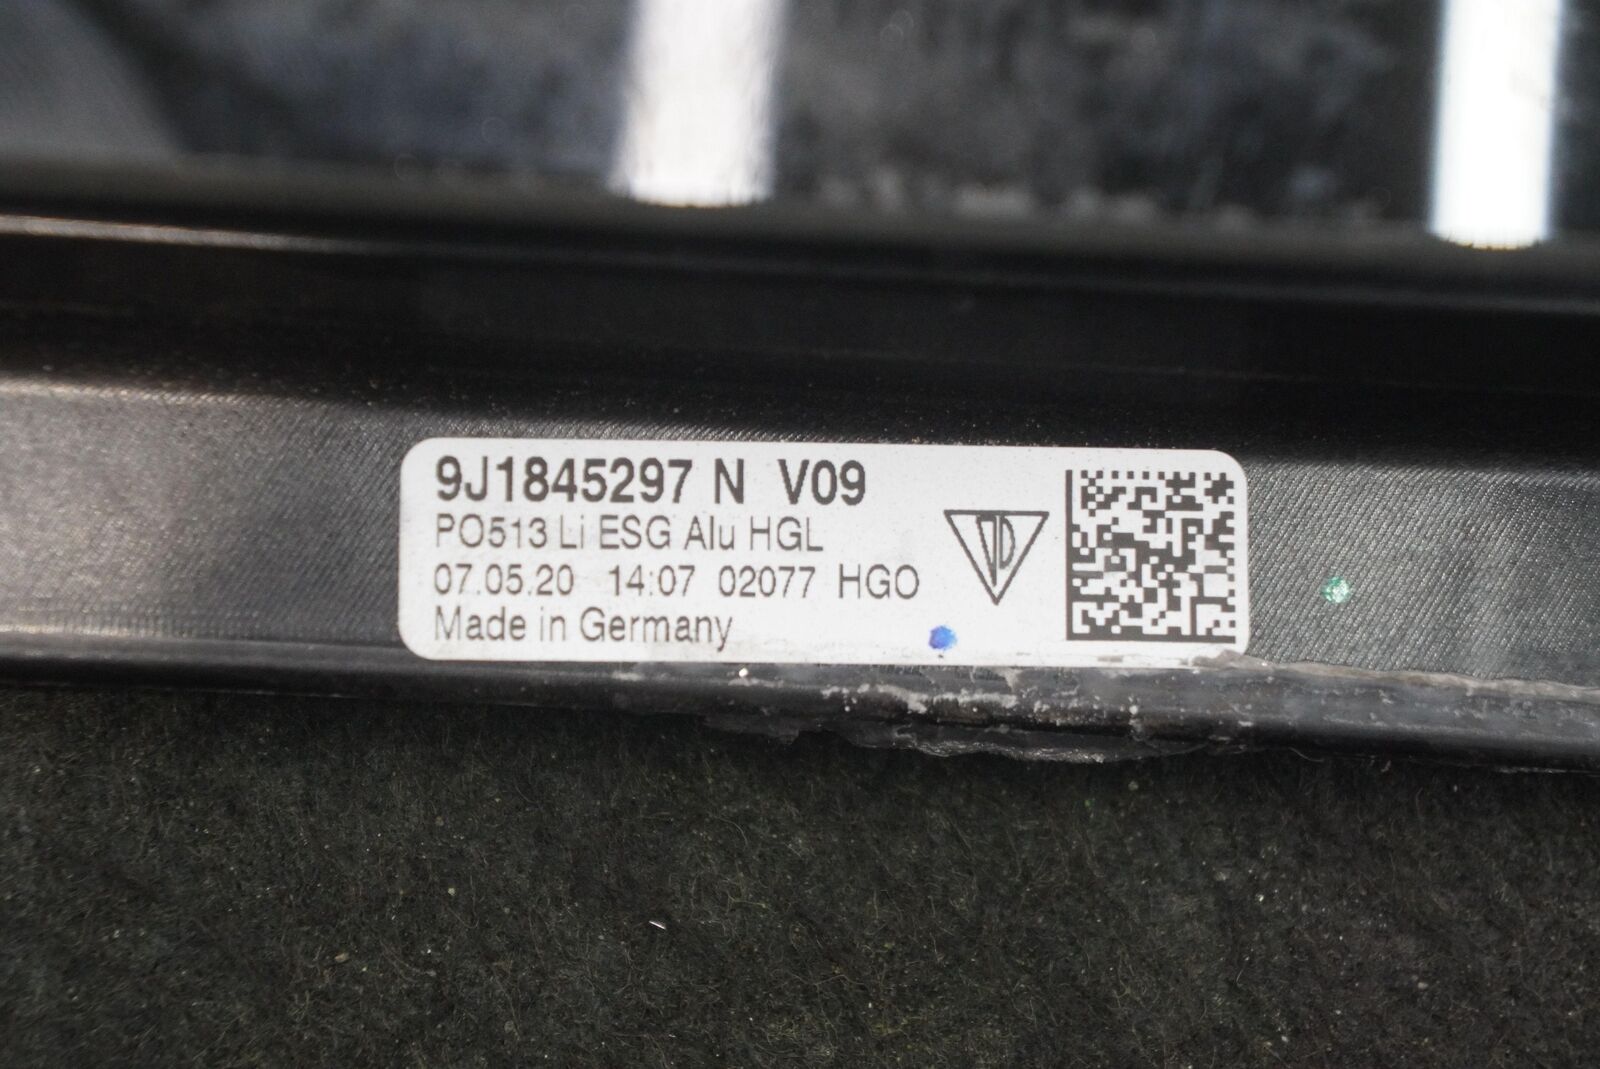 9J1845297 N V09
PO513 Li ESG Alu HGL
07.05.20 14:07 02077 HGO
Made in Germany